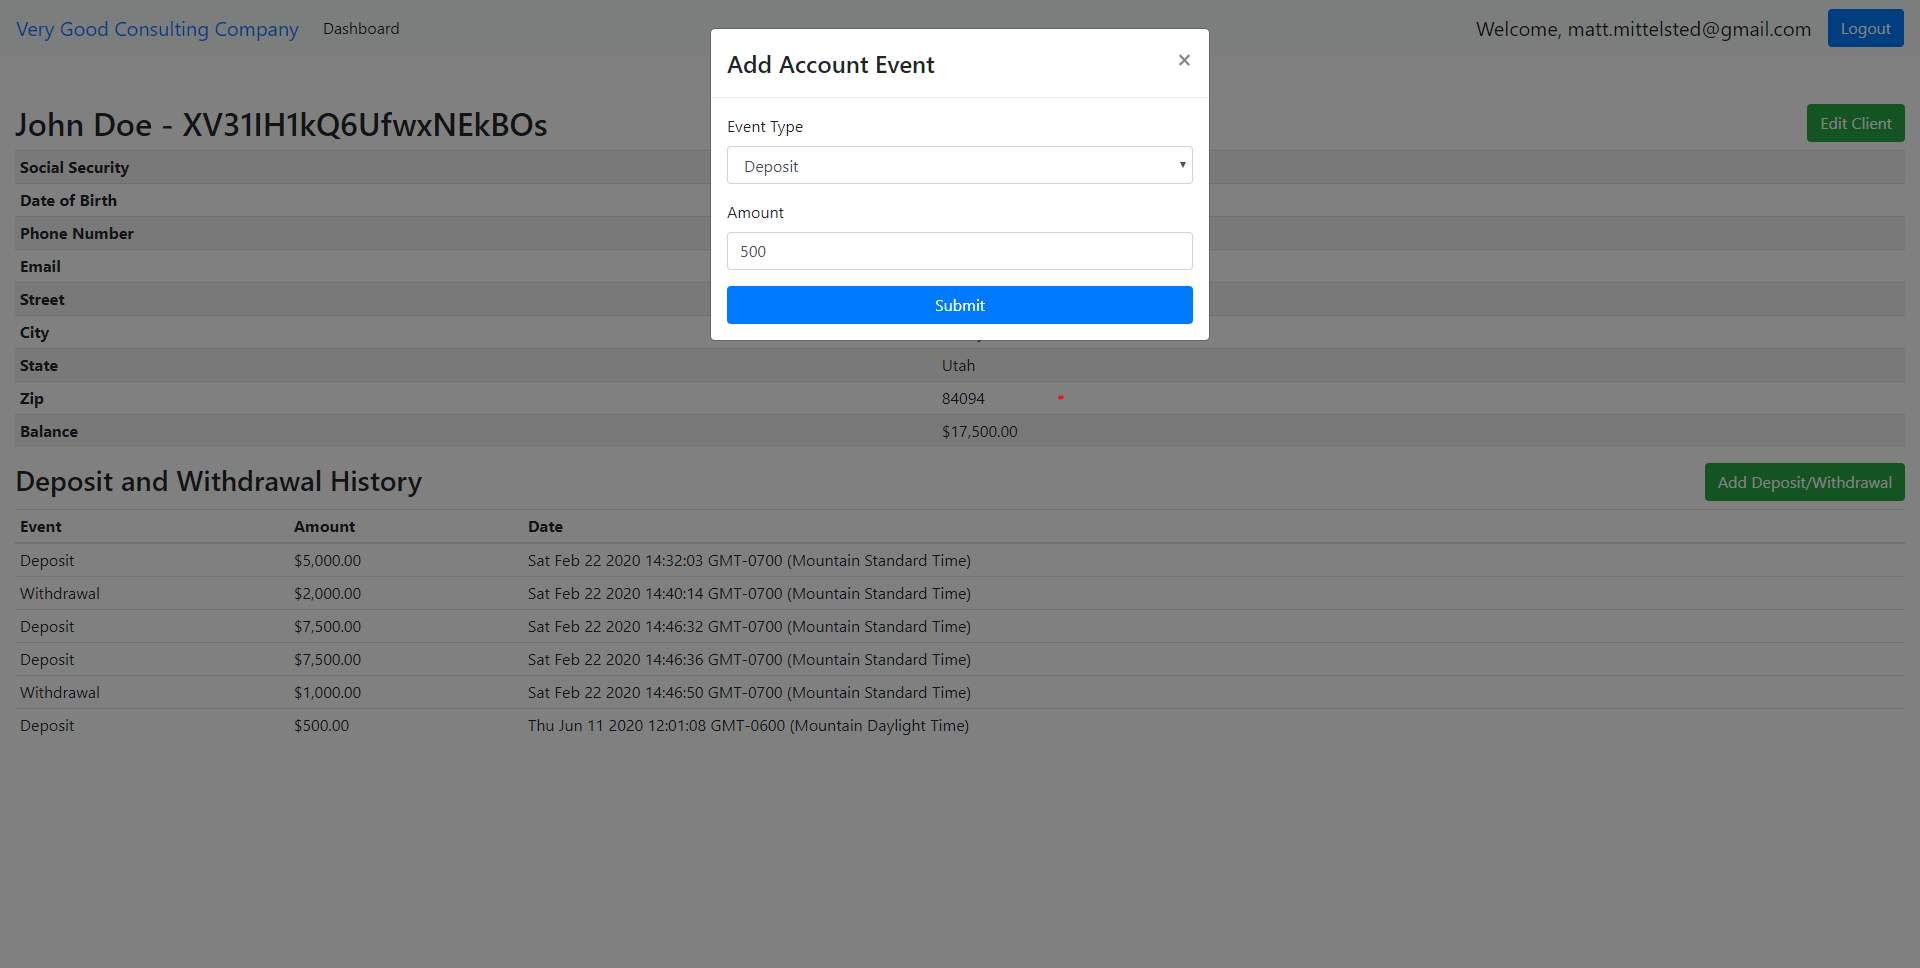 Very Good Consulting Company Dashboard Welcome, matt.mittelsted@gmail.com Logout
Add Account Event ×
Event Type
Deposit
Amount
500
Submit
John Doe - XV31IH1kQ6UfwxNEkBOs Edit Client
Social Security
Date of Birth
Phone Number
Email
Street
City
State Utah
Zip 84094
Balance $17,500.00
Deposit and Withdrawal History Add Deposit/Withdrawal
Event Amount Date
Deposit $5,000.00 Sat Feb 22 2020 14:32:03 GMT-0700 (Mountain Standard Time)
Withdrawal $2,000.00 Sat Feb 22 2020 14:40:14 GMT-0700 (Mountain Standard Time)
Deposit $7,500.00 Sat Feb 22 2020 14:46:32 GMT-0700 (Mountain Standard Time)
Deposit $7,500.00 Sat Feb 22 2020 14:46:36 GMT-0700 (Mountain Standard Time)
Withdrawal $1,000.00 Sat Feb 22 2020 14:46:50 GMT-0700 (Mountain Standard Time)
Deposit $500.00 Thu Jun 11 2020 12:01:08 GMT-0600 (Mountain Daylight Time)